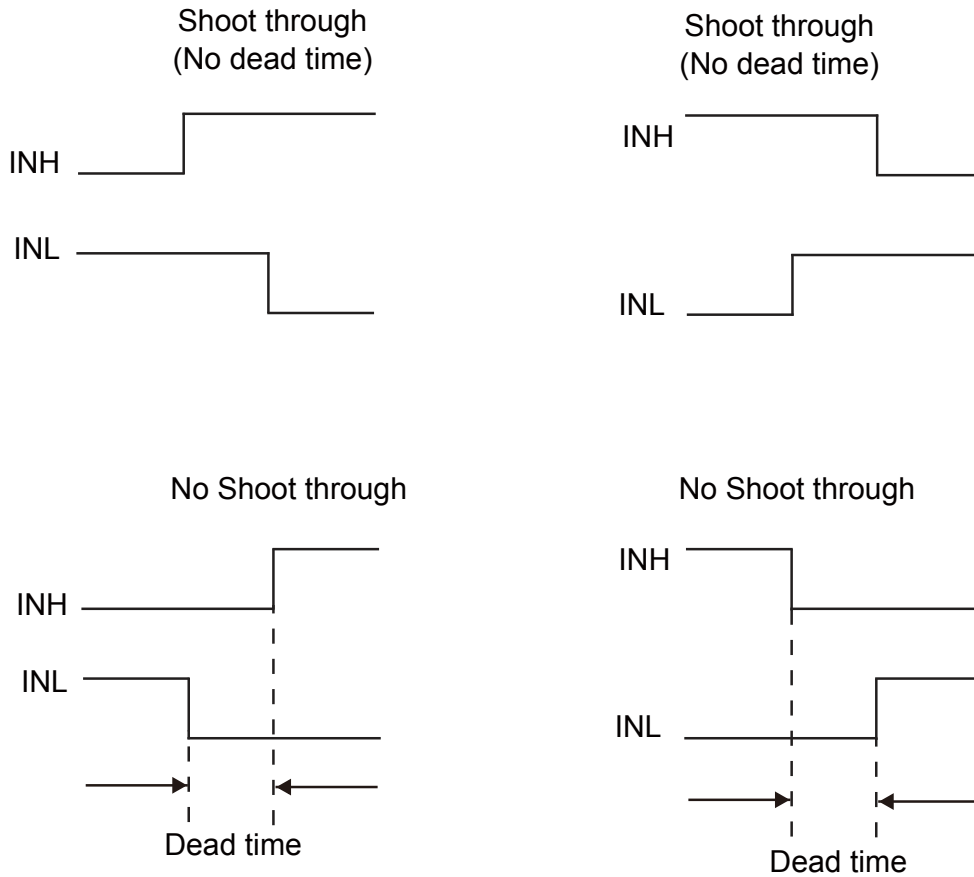 Shoot through
(No dead time)
INH
INL
Shoot through
(No dead time)
INH
INL
No Shoot through
INH
INL
Dead time
No Shoot through
INH
INL
Dead time